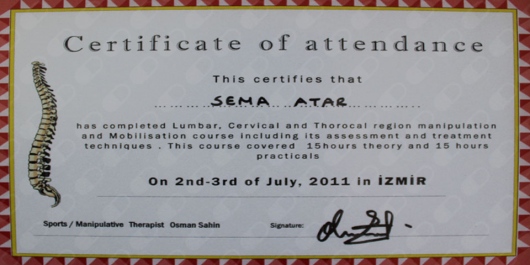 Certificate of attendance
This certifies that
SEMA ATAR
has completed Lumbar, Cervical and Thorocal region manipulation
and Mobilisation course including its assessment and treatment
techniques . This course covered 15hours theory and 15 hours
practicals
On 2nd-3rd of July, 2011 in İZMİR
Sports / Manipulative Therapist Osman Sahin Signature: